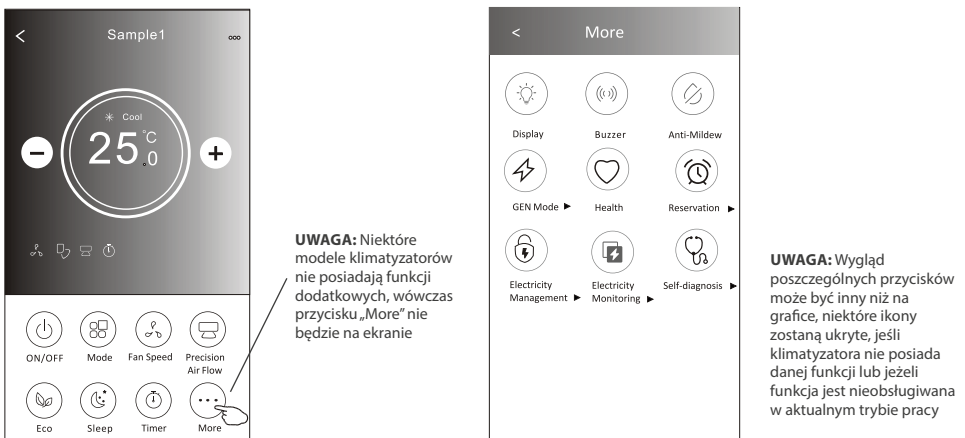 Sample1
Cool
25.0 °C
ON/OFF
Mode
Fan Speed
Precision
Air Flow
Eco
Sleep
Timer
More
UWAGA: Niektóre
modele klimatyzatorów
nie posiadają funkcji
dodatkowych, wówczas
przycisku „More” nie
będzie na ekranie
< More
Display
Buzzer
Anti-Mildew
GEN Mode ►
Health
Reservation ►
Electricity
Management ►
Electricity
Monitoring ►
Self-diagnosis ►
UWAGA: Wygląd
poszczególnych przycisków
może być inny niż na
grafice, niektóre ikony
zostaną ukryte, jeśli
klimatyzatora nie posiada
danej funkcji lub jeżeli
funkcja jest nieobsługiwana
w aktualnym trybie pracy